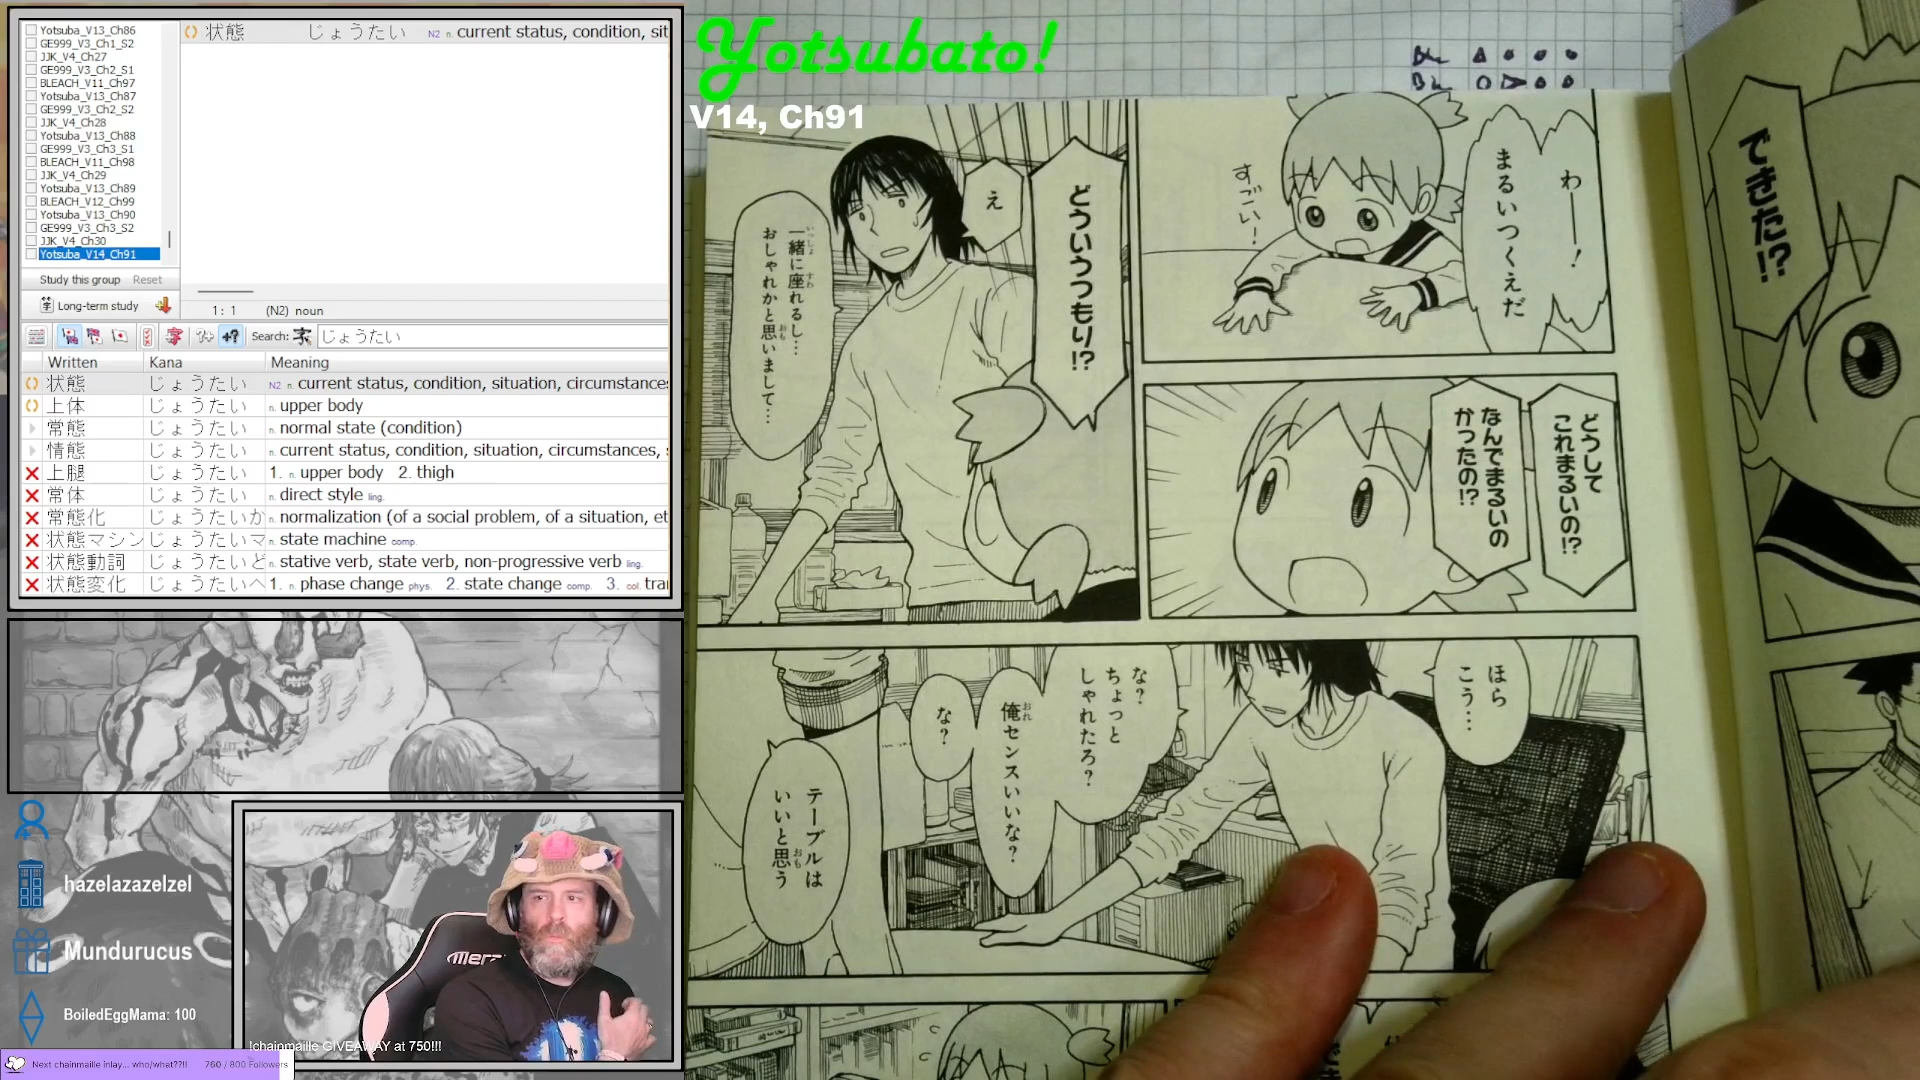 Yotsuba_V13_Ch86
GE999_V3_Ch1_S2
JJK_V4_Ch27
GE999_V3_Ch2_S1
BLEACH_V11_Ch97
Yotsuba_V13_Ch87
GE999_V3_Ch2_S2
JJK_V4_Ch28
Yotsuba_V13_Ch88
GE999_V3_Ch3_S1
BLEACH_V11_Ch98
JJK_V4_Ch29
Yotsuba_V13_Ch89
BLEACH_V12_Ch99
Yotsuba_V13_Ch90
GE999_V3_Ch3_S2
JJK_V4_Ch30
Yotsuba_V14_Ch91
Study this group Reset
Long-term study
状態 じょうたい N2 n. current status, condition, sit
1: 1 (N2) noun
Search: 字 じょうたい
Written Kana Meaning
状態 じょうたい N2 n. current status, condition, situation, circumstances
上体 じょうたい n. upper body
常態 じょうたい n. normal state (condition)
情態 じょうたい n. current status, condition, situation, circumstances,
上腿 じょうたい 1. n. upper body 2. thigh
常体 じょうたい n. direct style ling.
常態化 じょうたいか n. normalization (of a social problem, of a situation, et
状態マシン じょうたいマ n. state machine comp.
状態動詞 じょうたいど n. stative verb, state verb, non-progressive verb ling.
状態変化 じょうたいへ 1. n. phase change phys. 2. state change comp. 3. col. tra
hazelazazelzel
Mundurucus
BoiledEggMama: 100
Next chainmaille inlay... who/what??!! 760 / 800 Followers
!chainmaille GIVEAWAY at 750!!!
Yotsubato!
V14, Ch91
できた!?
わー!
まるいつくえだ
すごーい!
どうして
これまるいの!?
なんでまるいの
かったの!?
どういうつもり!?
え
一緒に座れるし…
おしゃれかと思いまして…
ほら
こう…
な?
ちょっと
しゃれたろ?
俺センスいいな?
な?
テーブルは
いいと思う